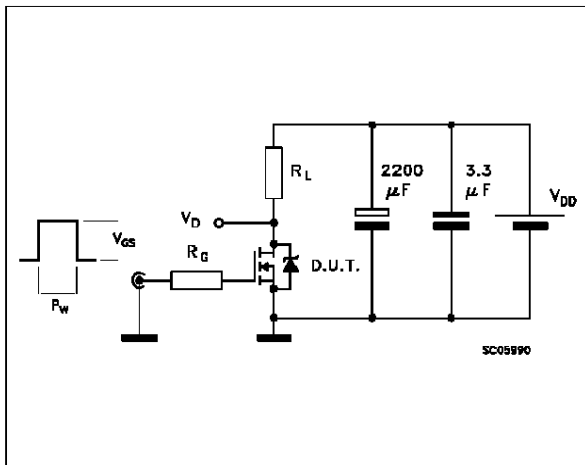 2200
μF
3.3
μF
R_L
V_DD
V_D
V_GS
R_G
D.U.T.
P_W
SC05990